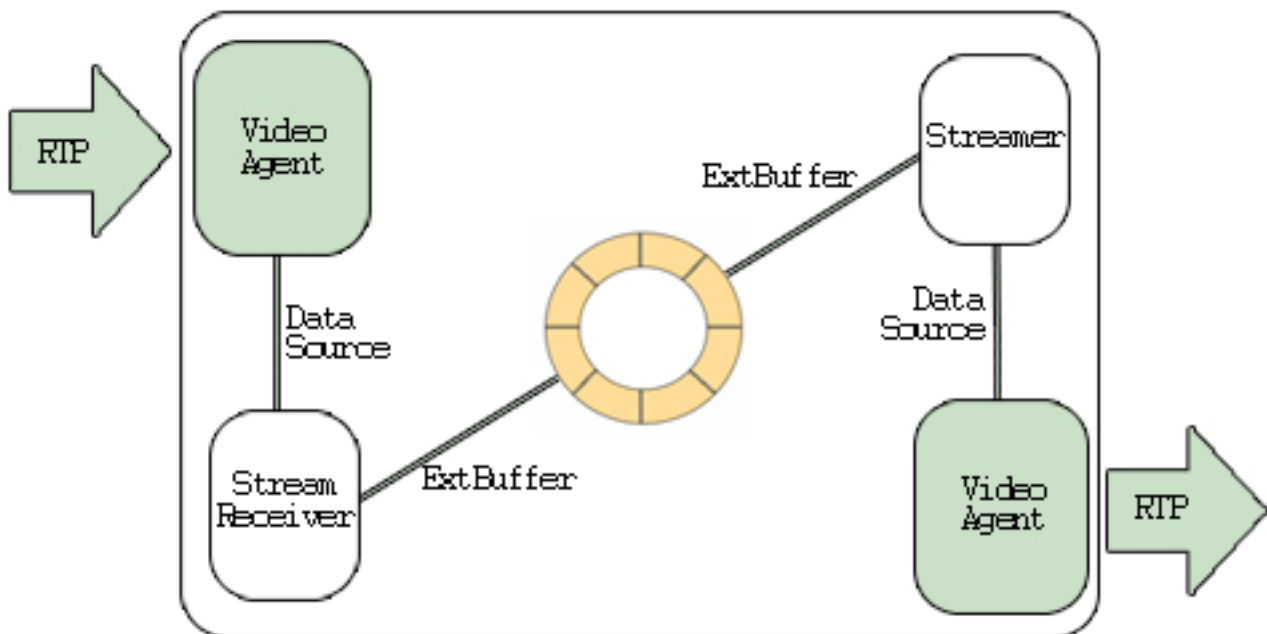 RTP
Video
Agent
Data
Source
Stream
Receiver
ExtBuffer
ExtBuffer
Streamer
Data
Source
Video
Agent
RTP